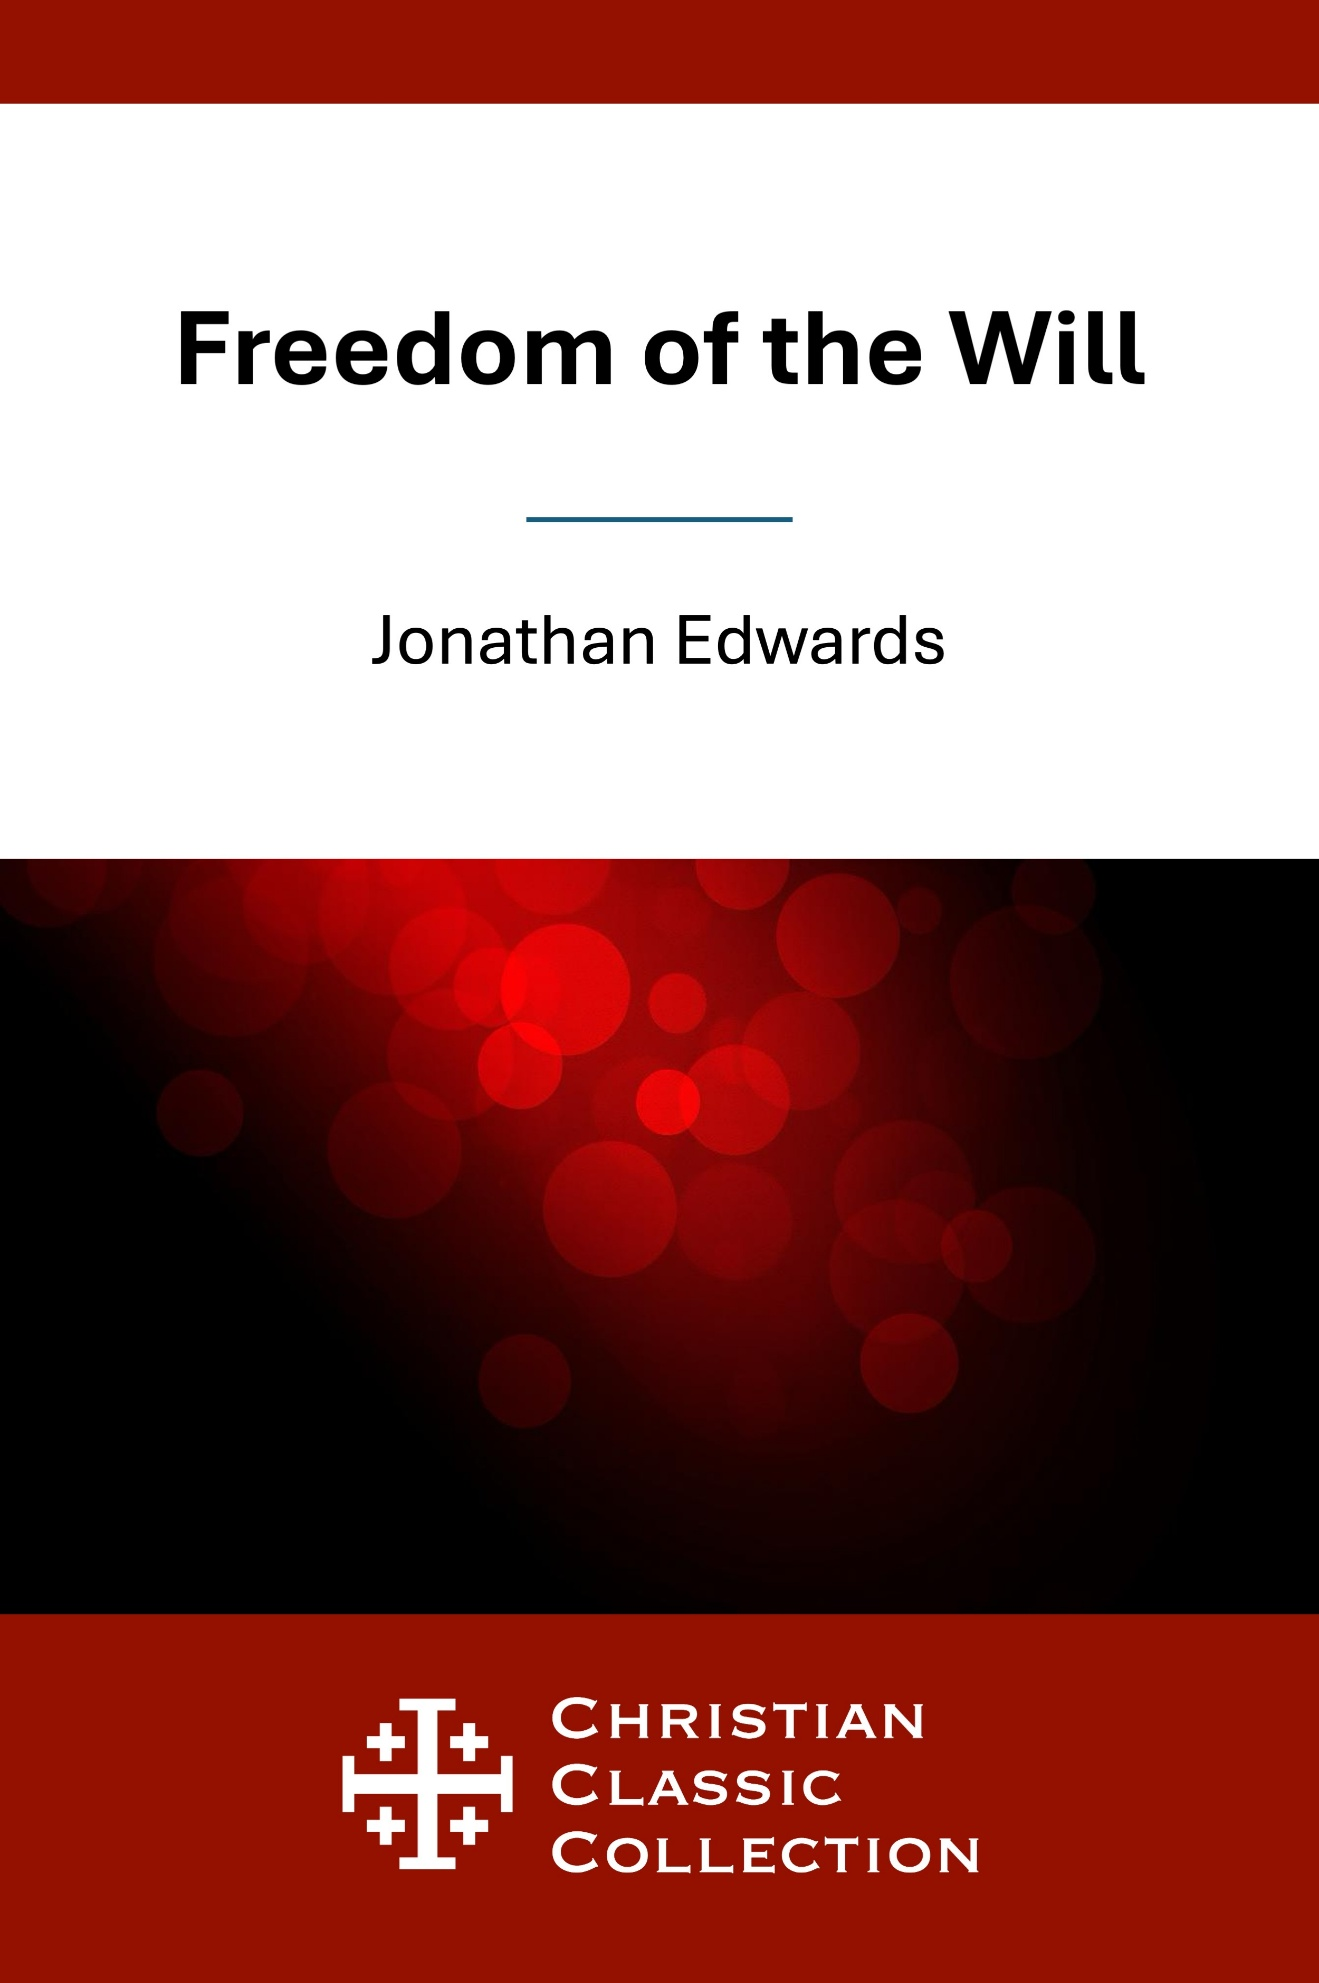 Freedom of the Will
Jonathan Edwards
CHRISTIAN
CLASSIC
COLLECTION